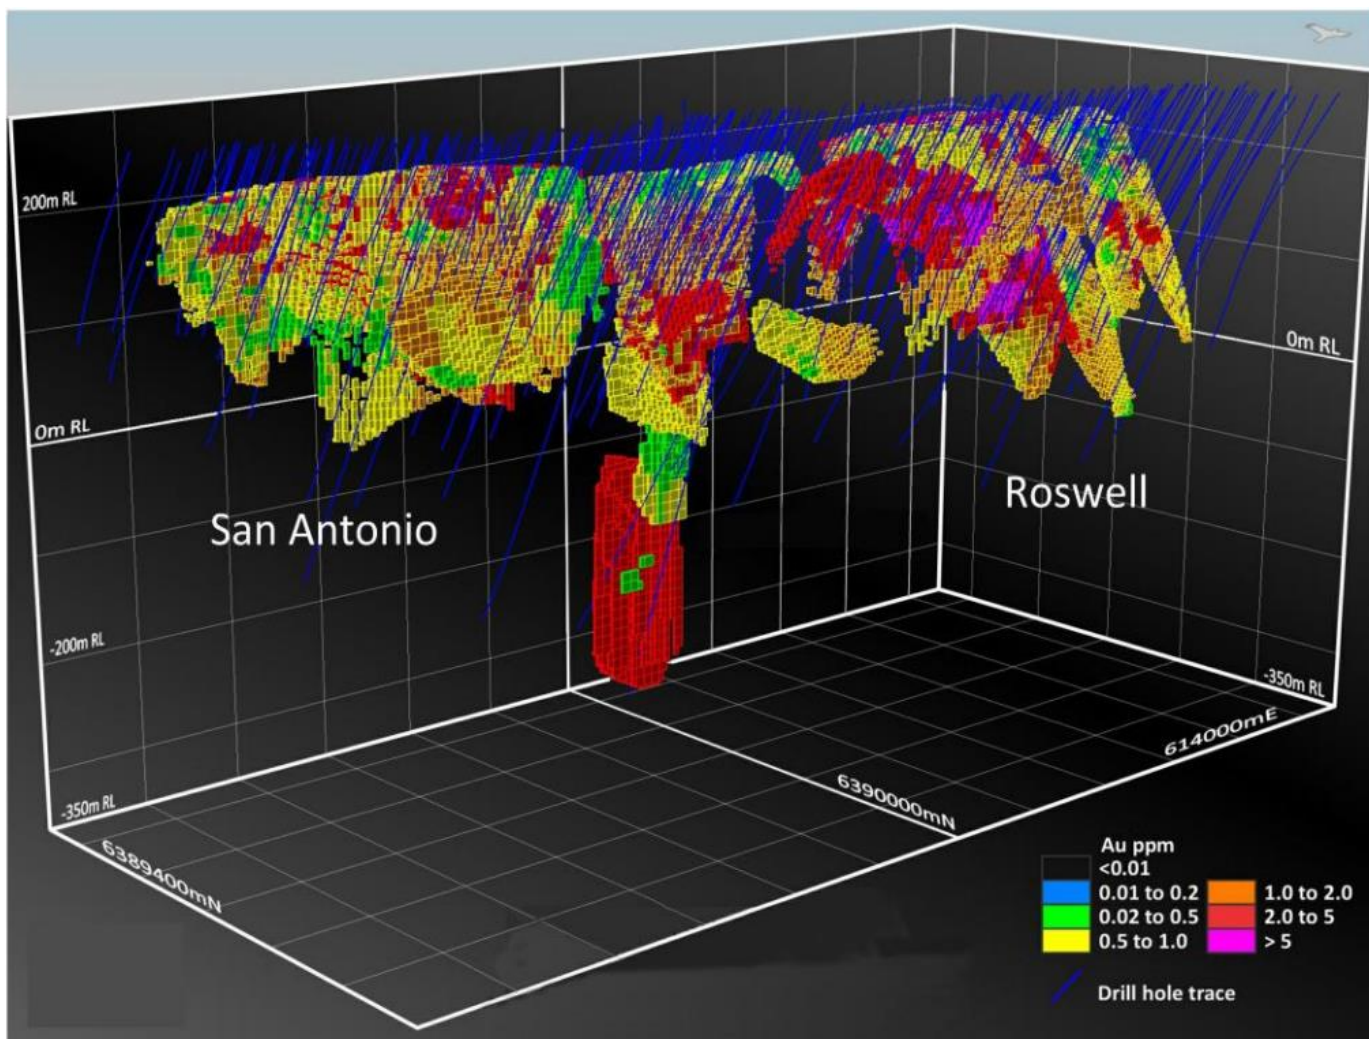 200m RL
0m RL
0m RL
San Antonio
Roswell
-200m RL
-350m RL
-350m RL
614000mE
6390000mN
6389400mN
Au ppm
<0.01
0.01 to 0.2 1.0 to 2.0
0.02 to 0.5 2.0 to 5
0.5 to 1.0 > 5
Drill hole trace